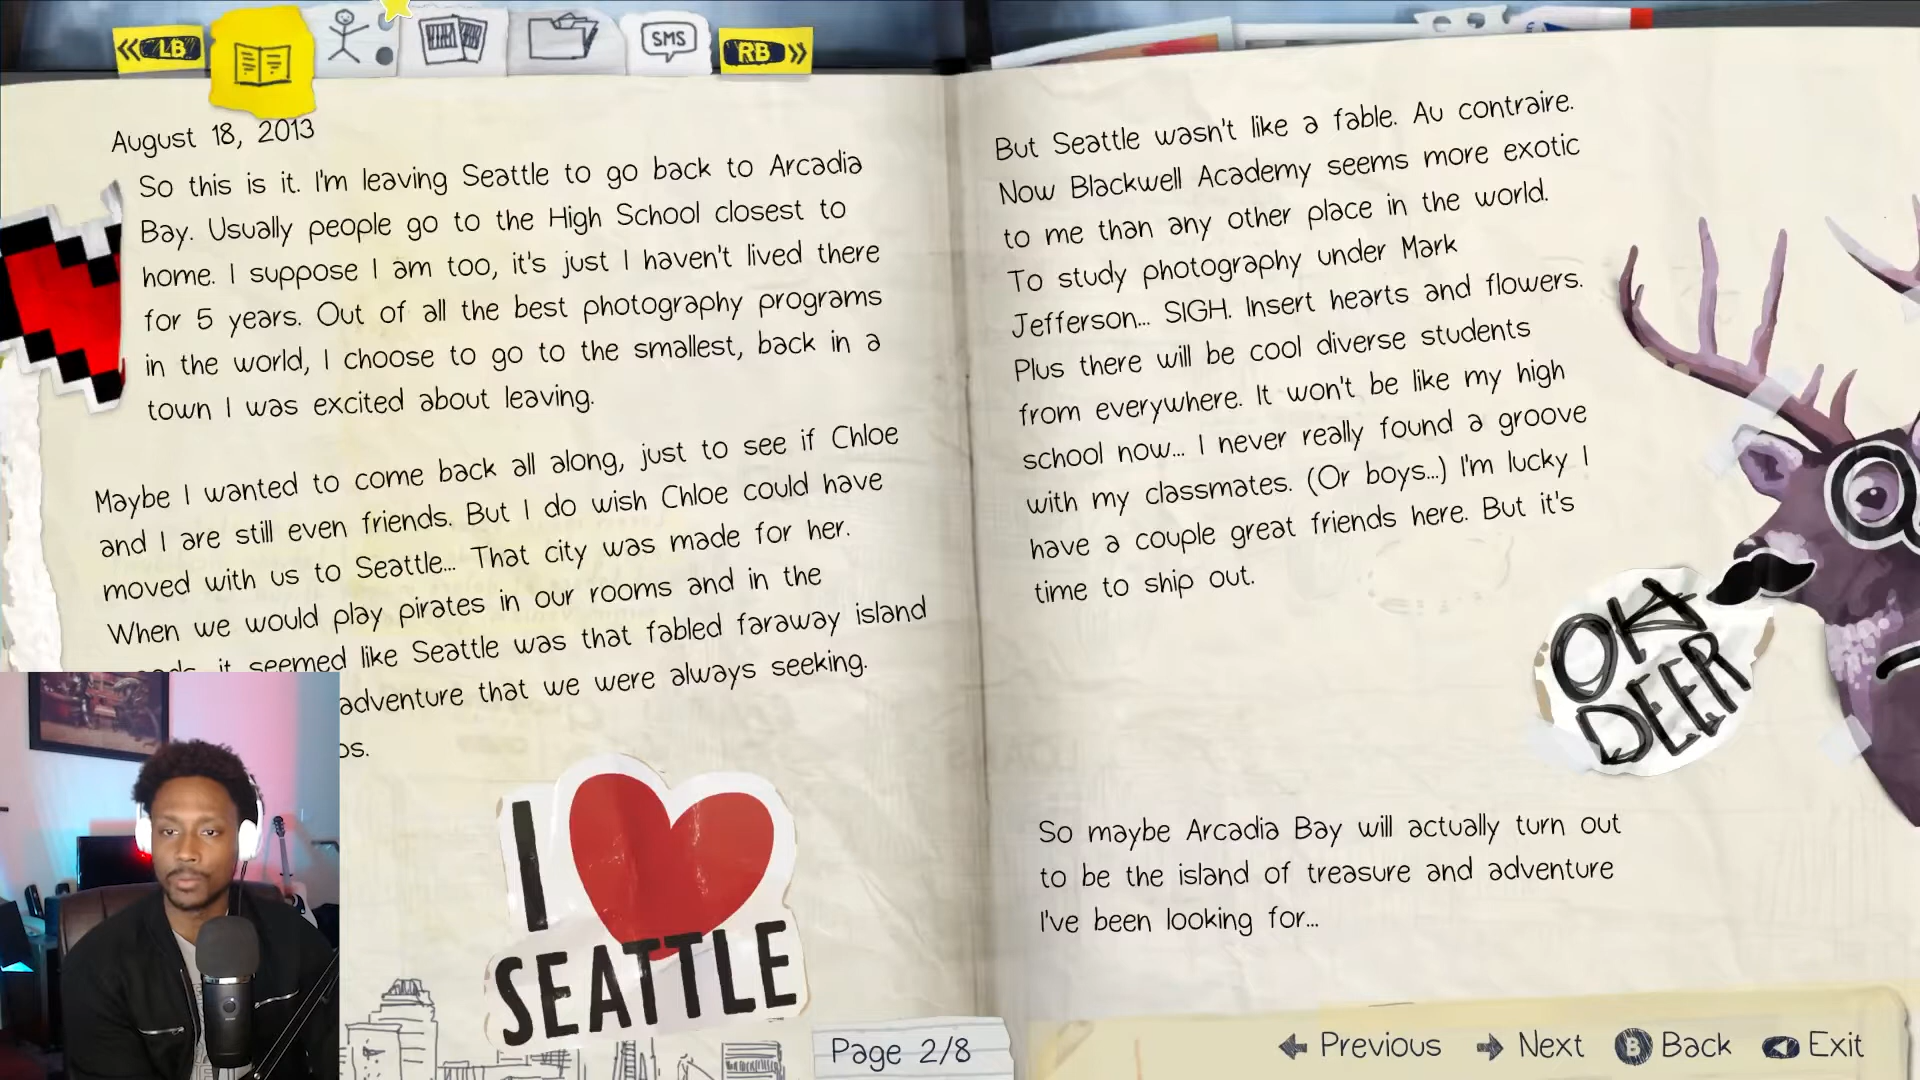 LB
SMS
RB
August 18, 2013
So this is it. I'm leaving Seattle to go back to Arcadia
Bay. Usually people go to the High School closest to
home. I suppose I am too, it's just I haven't lived there
for 5 years. Out of all the best photography programs
in the world, I choose to go to the smallest, back in a
town I was excited about leaving.
Maybe I wanted to come back all along, just to see if Chloe
and I are still even friends. But I do wish Chloe could have
moved with us to Seattle... That city was made for her.
When we would play pirates in our rooms and in the
it seemed like Seattle was that fabled faraway island
adventure that we were always seeking.
I
SEATTLE
Page 2/8
But Seattle wasn't like a fable. Au contraire.
Now Blackwell Academy seems more exotic
to me than any other place in the world.
To study photography under Mark
Jefferson... SIGH. Insert hearts and flowers.
Plus there will be cool diverse students
from everywhere. It won't be like my high
school now... I never really found a groove
with my classmates. (Or boys...) I'm lucky I
have a couple great friends here. But it's
time to ship out.
OH
DEER
So maybe Arcadia Bay will actually turn out
to be the island of treasure and adventure
I've been looking for...
Previous
Next
B Back
Exit